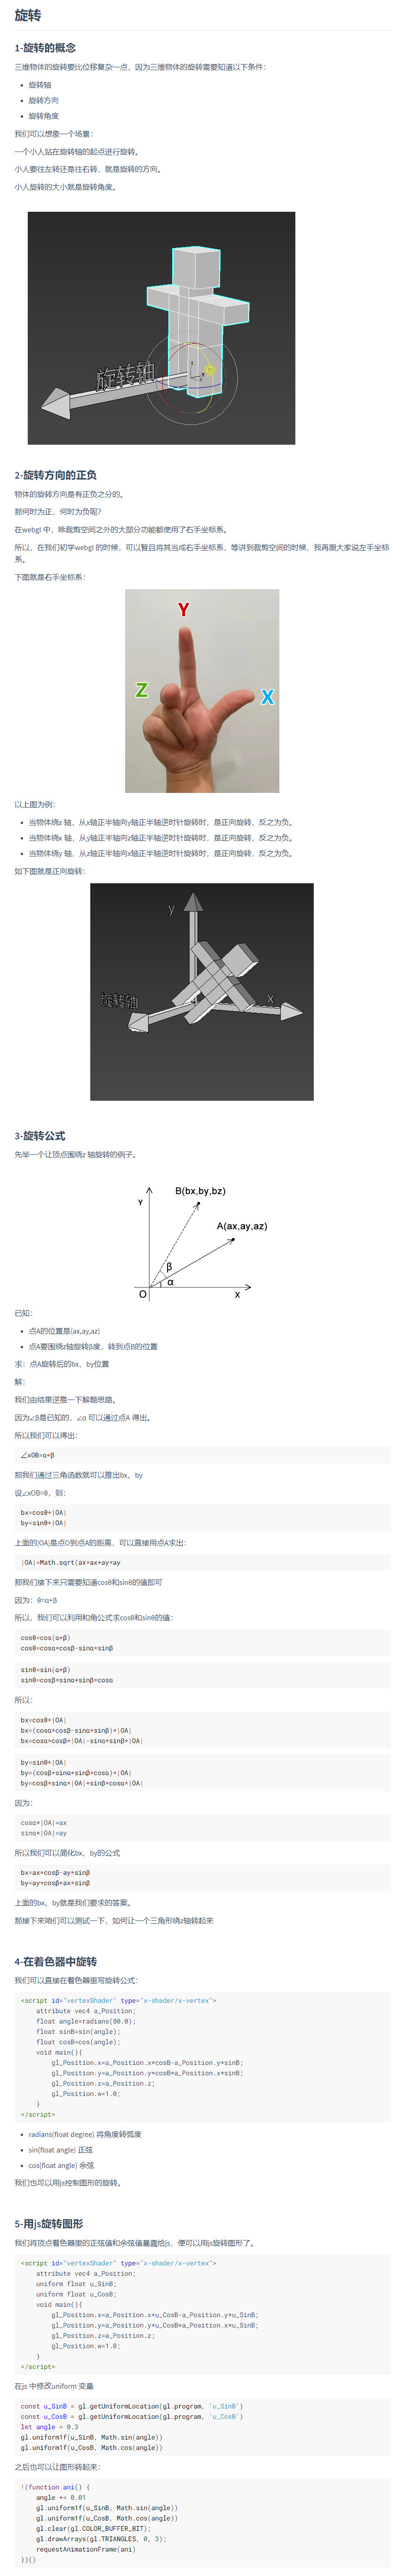 旋转
1-旋转的概念
三维物体的旋转要比位移复杂一点，因为三维物体的旋转需要知道以下条件：
旋转轴
旋转方向
旋转角度
我们可以想象一个场景：
一个小人站在旋转轴的起点进行旋转。
小人要往左转还是往右转，就是旋转的方向。
小人旋转的大小就是旋转角度。
旋转轴
z
x
2-旋转方向的正负
物体的旋转方向是有正负之分的。
那何时为正，何时为负呢？
在webgl 中，除裁剪空间之外的大部分功能都使用了右手坐标系。
所以，在我们初学webgl 的时候，可以暂且将其当成右手坐标系，等讲到裁剪空间的时候，我再跟大家说左手坐标
系。
下图就是右手坐标系：
Y
Z
X
以上图为例：
当物体绕z 轴，从x轴正半轴向y轴正半轴逆时针旋转时，是正向旋转，反之为负。
当物体绕x 轴，从y轴正半轴向z轴正半轴逆时针旋转时，是正向旋转，反之为负。
当物体绕y 轴，从z轴正半轴向x轴正半轴逆时针旋转时，是正向旋转，反之为负。
如下图就是正向旋转：
y
旋转轴
x
3-旋转公式
先举一个让顶点围绕z 轴旋转的例子。
B(bx,by,bz)
Y
A(ax,ay,az)
β
α
O
x
已知：
点A的位置是(ax,ay,az)
点A要围绕z轴旋转β度，转到点B的位置
求：点A旋转后的bx、by位置
解：
我们由结果逆推一下解题思路。
因为∠β是已知的，∠α 可以通过点A 得出。
所以我们可以得出：
∠xOB=α+β
那我们通过三角函数就可以推出bx、by
设∠xOB=θ，则：
bx=cosθ*|OA|
by=sinθ*|OA|
上面的|OA|是点O到点A的距离，可以直接用点A求出：
|OA|=Math.sqrt(ax*ax+ay*ay
那我们接下来只需要知道cosθ和sinθ的值即可
因为：θ=α+β
所以，我们可以利用和角公式求cosθ和sinθ的值：
cosθ=cos(α+β)
cosθ=cosα*cosβ-sinα*sinβ
sinθ=sin(α+β)
sinθ=cosβ*sinα+sinβ*cosα
所以：
bx=cosθ*|OA|
bx=(cosα*cosβ-sinα*sinβ)*|OA|
bx=cosα*cosβ*|OA|-sinα*sinβ*|OA|
by=sinθ*|OA|
by=(cosβ*sinα+sinβ*cosα)*|OA|
by=cosβ*sinα*|OA|+sinβ*cosα*|OA|
因为：
cosα*|OA|=ax
sinα*|OA|=ay
所以我们可以简化bx、by的公式
bx=ax*cosβ-ay*sinβ
by=ay*cosβ+ax*sinβ
上面的bx、by就是我们要求的答案。
那接下来咱们可以测试一下，如何让一个三角形绕z轴转起来
4-在着色器中旋转
我们可以直接在着色器里写旋转公式：
<script id="vertexShader" type="x-shader/x-vertex">
attribute vec4 a_Position;
float angle=radians(80.0);
float sinB=sin(angle);
float cosB=cos(angle);
void main(){
gl_Position.x=a_Position.x*cosB-a_Position.y*sinB;
gl_Position.y=a_Position.y*cosB+a_Position.x*sinB;
gl_Position.z=a_Position.z;
gl_Position.w=1.0;
}
</script>
radians(float degree) 将角度转弧度
sin(float angle) 正弦
cos(float angle) 余弦
我们也可以用js控制图形的旋转。
5-用js旋转图形
我们将顶点着色器里的正弦值和余弦值暴露给js，便可以用js旋转图形了。
<script id="vertexShader" type="x-shader/x-vertex">
attribute vec4 a_Position;
uniform float u_SinB;
uniform float u_CosB;
void main(){
gl_Position.x=a_Position.x*u_CosB-a_Position.y*u_SinB;
gl_Position.y=a_Position.y*u_CosB+a_Position.x*u_SinB;
gl_Position.z=a_Position.z;
gl_Position.w=1.0;
}
</script>
在js 中修改uniform 变量
const u_SinB = gl.getUniformLocation(gl.program, 'u_SinB')
const u_CosB = gl.getUniformLocation(gl.program, 'u_CosB')
let angle = 0.3
gl.uniform1f(u_SinB, Math.sin(angle))
gl.uniform1f(u_CosB, Math.cos(angle))
之后也可以让图形转起来：
!(function ani() {
angle += 0.01
gl.uniform1f(u_SinB, Math.sin(angle))
gl.uniform1f(u_CosB, Math.cos(angle))
gl.clear(gl.COLOR_BUFFER_BIT);
gl.drawArrays(gl.TRIANGLES, 0, 3);
requestAnimationFrame(ani)
})()